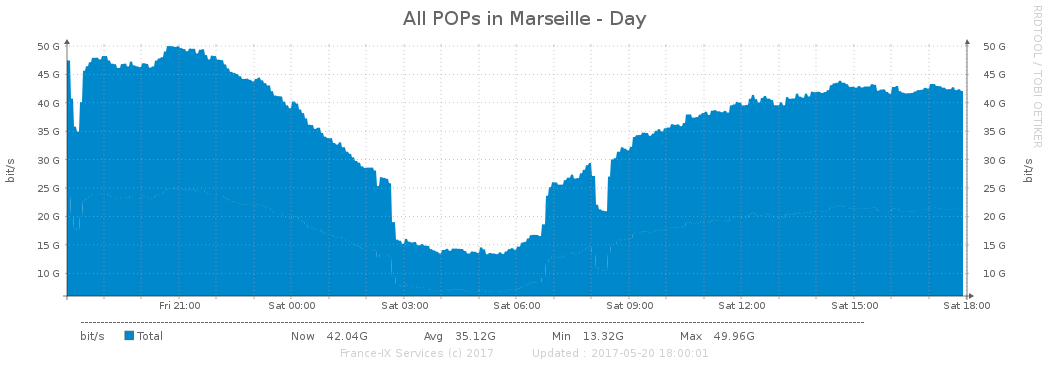 All POPs in Marseille - Day
RRDTOOL / TOBI OETIKER
50 G 50 G
45 G 45 G
40 G 40 G
35 G 35 G
30 G 30 G
25 G 25 G
20 G 20 G
15 G 15 G
10 G 10 G
bit/s bit/s
Fri 21:00 Sat 00:00 Sat 03:00 Sat 06:00 Sat 09:00 Sat 12:00 Sat 15:00 Sat 18:00
bit/s Total Now 42.04G Avg 35.12G Min 13.32G Max 49.96G
France-IX Services (c) 2017 Updated : 2017-05-20 18:00:01